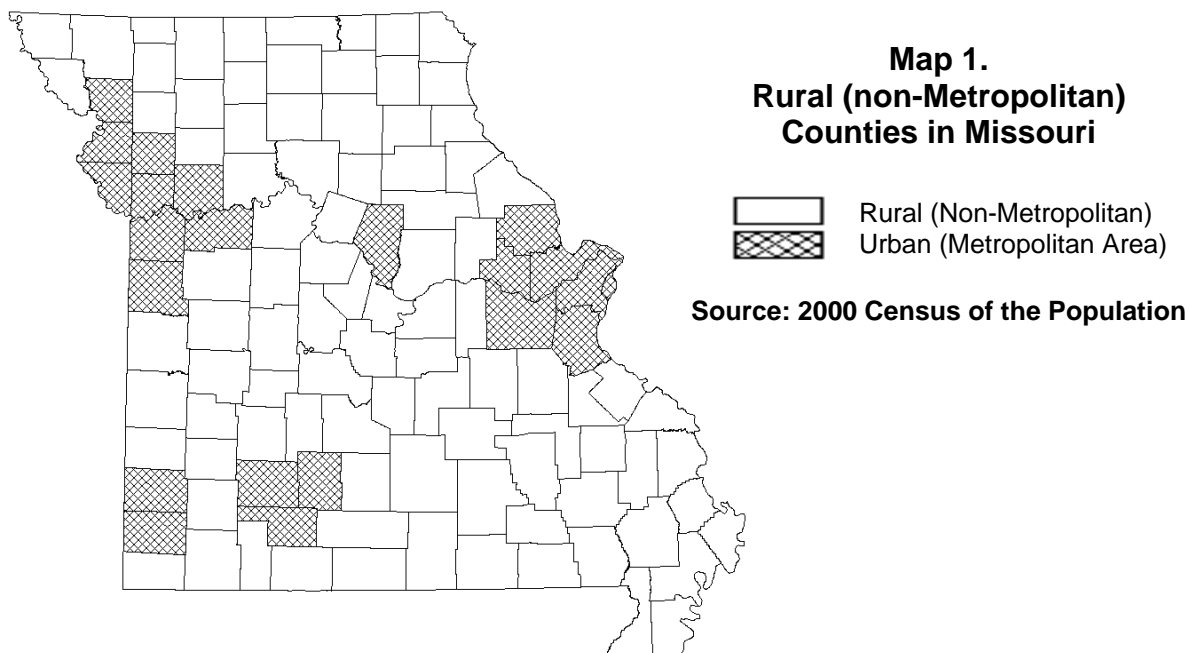 Map 1.
Rural (non-Metropolitan)
Counties in Missouri
Rural (Non-Metropolitan)
Urban (Metropolitan Area)
Source: 2000 Census of the Population